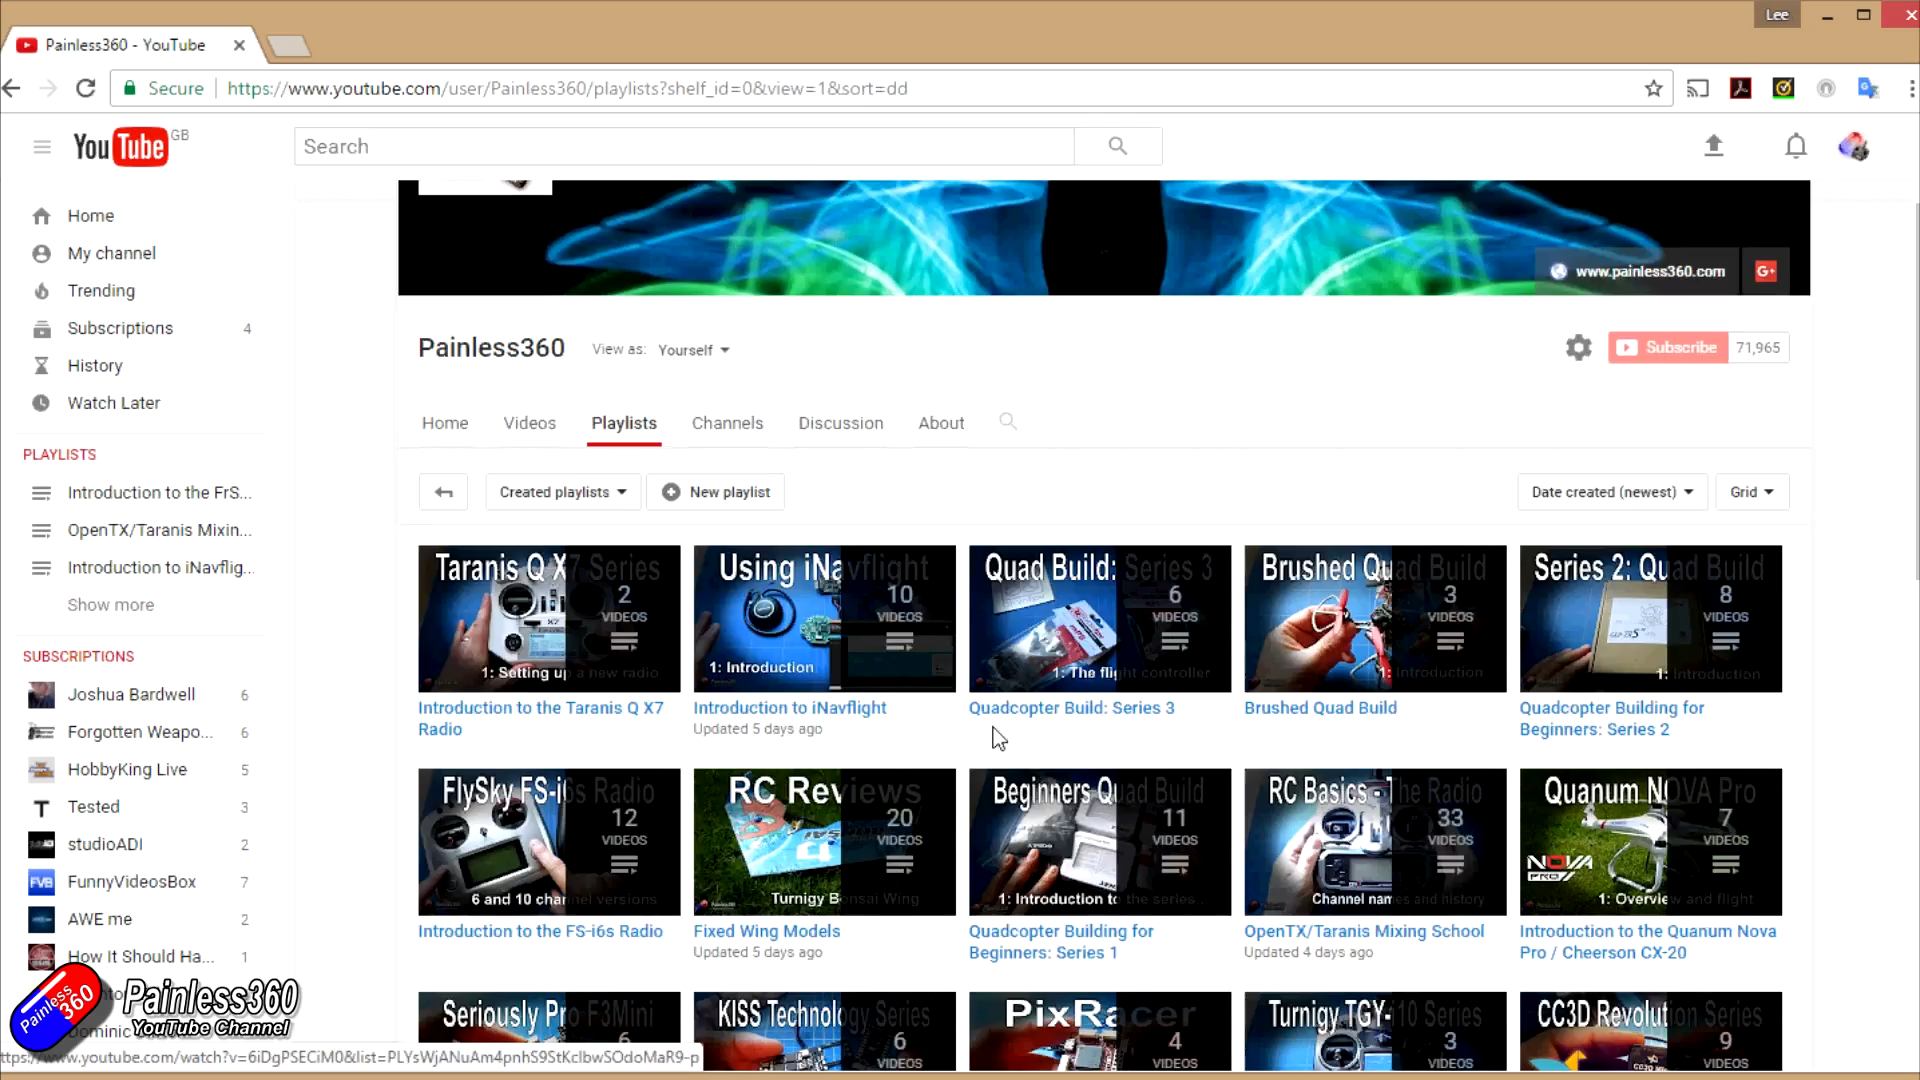 Lee
Painless360 - YouTube
Secure
https://www.youtube.com/user/Painless360/playlists?shelf_id=0&view=1&sort=dd
YouTube GB
Search
Home
My channel
Trending
Subscriptions 4
History
Watch Later
PLAYLISTS
Introduction to the FrS...
OpenTX/Taranis Mixin...
Introduction to iNavflig...
Show more
SUBSCRIPTIONS
Joshua Bardwell 6
Forgotten Weapo... 6
HobbyKing Live 5
Tested 3
studioADI 2
FunnyVideosBox 7
AWE me 2
How It Should Ha... 1
Dominic
www.painless360.com
G+
Painless360
View as: Yourself
Subscribe 71,965
Home Videos Playlists Channels Discussion About
Created playlists
New playlist
Date created (newest)
Grid
Taranis Q X7 Series
2
VIDEOS
1: Setting up a new radio
Introduction to the Taranis Q X7
Radio
Using iNavflight
10
VIDEOS
1: Introduction
Introduction to iNavflight
Updated 5 days ago
Quad Build: Series 3
6
VIDEOS
1: The flight controller
Quadcopter Build: Series 3
Brushed Quad Build
3
VIDEOS
1: Introduction
Brushed Quad Build
Series 2: Quad Build
8
VIDEOS
1: Introduction
Quadcopter Building for
Beginners: Series 2
FlySky FS-i6s Radio
12
VIDEOS
6 and 10 channel versions
Introduction to the FS-i6s Radio
RC Reviews
20
VIDEOS
Turnigy Bonsai Wing
Fixed Wing Models
Updated 5 days ago
Beginners Quad Build
11
VIDEOS
1: Introduction to the series
Quadcopter Building for
Beginners: Series 1
RC Basics - The Radio
33
VIDEOS
Channel names and history
OpenTX/Taranis Mixing School
Updated 4 days ago
Quanum NOVA Pro
7
VIDEOS
NOVA
PRO
1: Overview and flight
Introduction to the Quanum Nova
Pro / Cheerson CX-20
Seriously Pro F3Mini
6
KISS Technology Series
6
VIDEOS
PixRacer
4
VIDEOS
Turnigy TGY-i10 Series
3
VIDEOS
CC3D Revolution Series
9
VIDEOS
Painless
360
Painless360
YouTube Channel
ttps://www.youtube.com/watch?v=6iDgPSECiM0&list=PLYsWjANuAm4pnhS9StKclbwSOdoMaR9-p